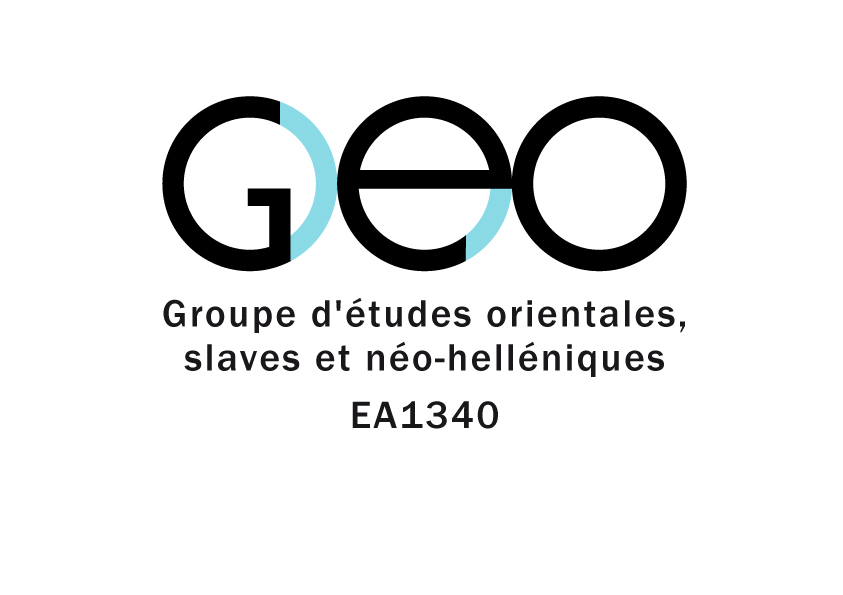 GeO
Groupe d'études orientales,
slaves et néo-helléniques
EA1340